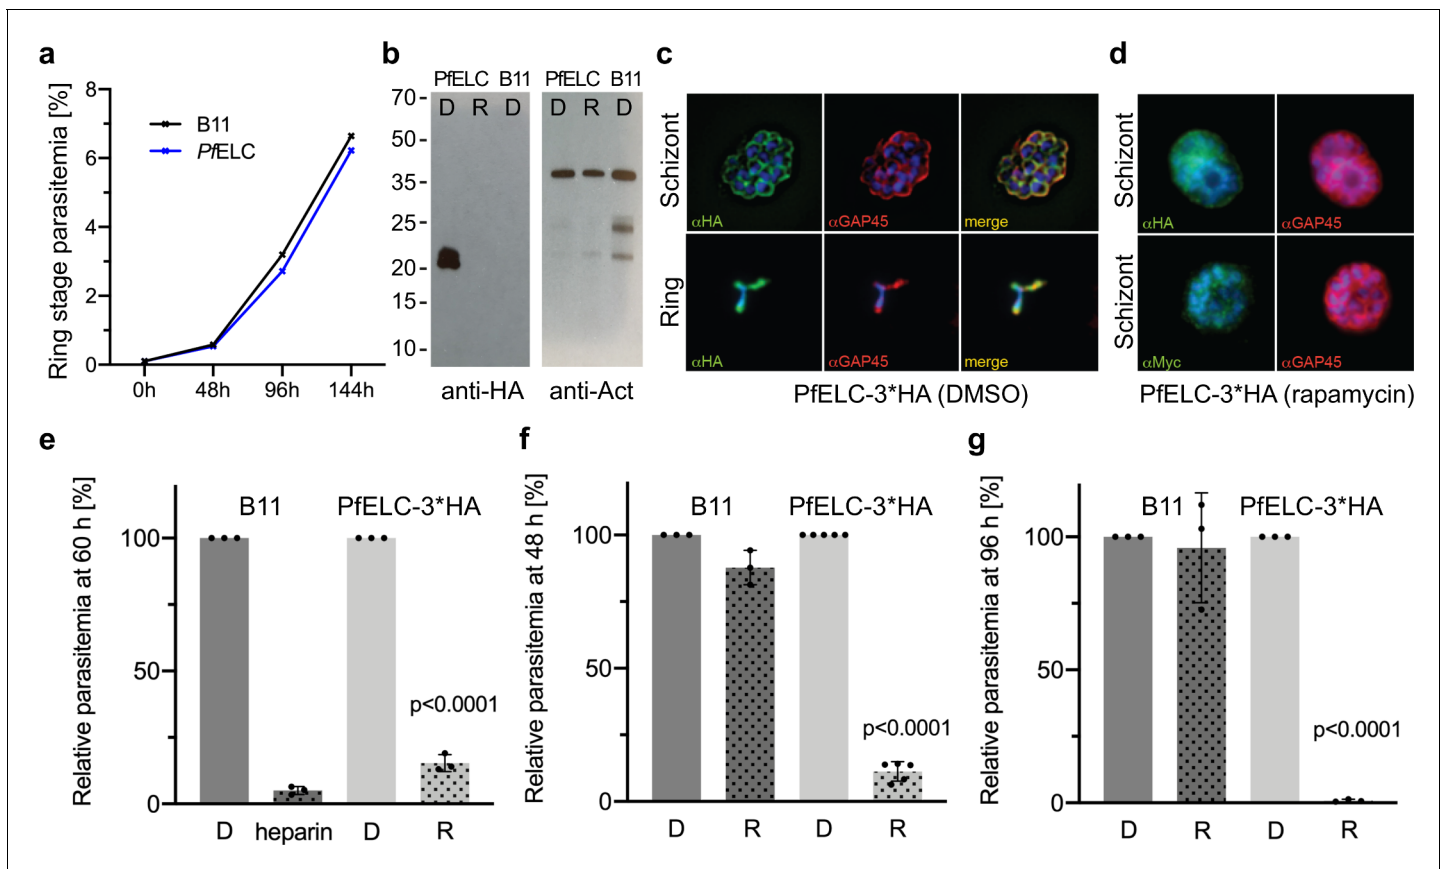 a
Ring stage parasitemia [%]
8
6
4
2
0
B11
PfELC
0h 48h 96h 144h
b
PfELC B11 PfELC B11
D R D D R D
70
50
35
25
20
15
10
anti-HA anti-Act
c
Schizont
αHA αGAP45 merge
Ring
αHA αGAP45 merge
PfELC-3*HA (DMSO)
d
Schizont
αHA αGAP45
Schizont
αMyc αGAP45
PfELC-3*HA (rapamycin)
e
Relative parasitemia at 60 h [%]
B11 PfELC-3*HA
100
50
0
p<0.0001
D heparin D R
f
Relative parasitemia at 48 h [%]
B11 PfELC-3*HA
100
50
0
p<0.0001
D R D R
g
Relative parasitemia at 96 h [%]
B11 PfELC-3*HA
100
50
0
p<0.0001
D R D R